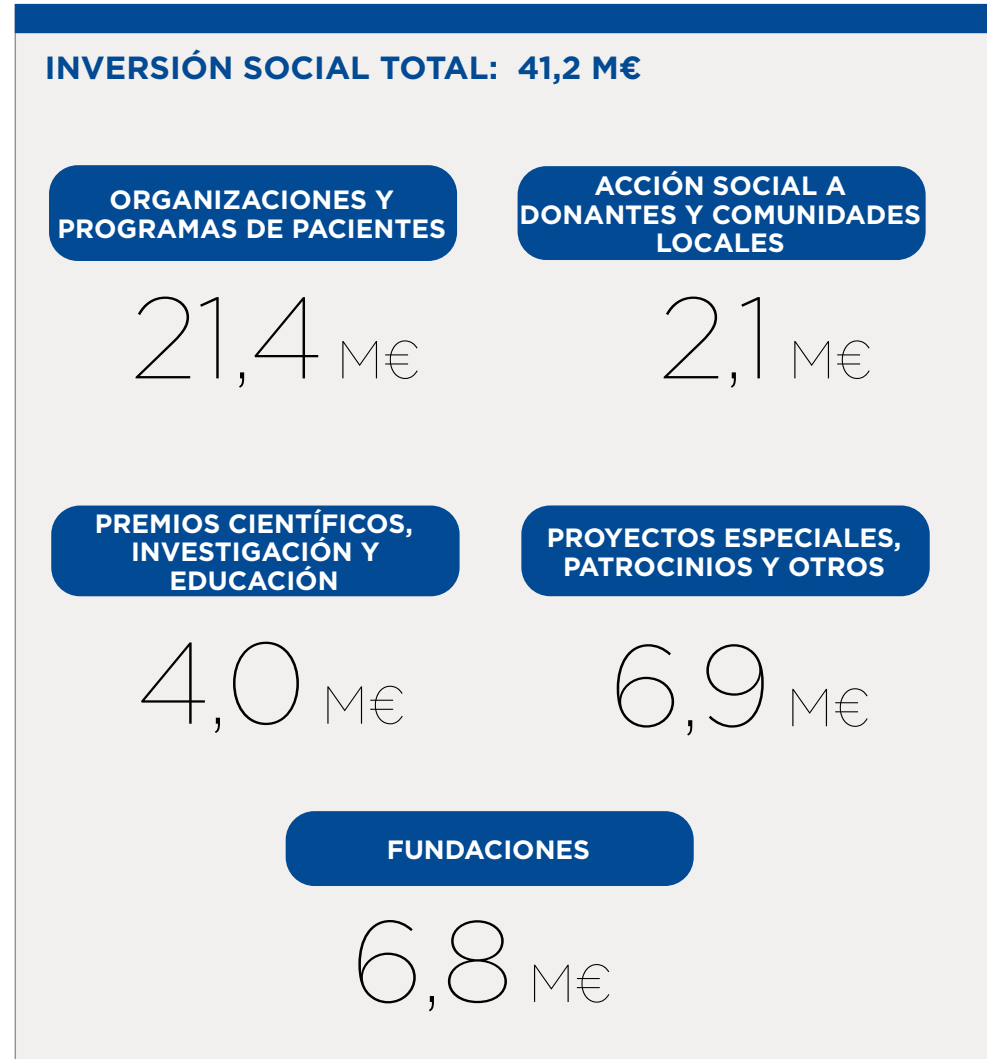 INVERSIÓN SOCIAL TOTAL: 41,2 M€
ORGANIZACIONES Y
PROGRAMAS DE PACIENTES
21,4 M€
ACCIÓN SOCIAL A
DONANTES Y COMUNIDADES
LOCALES
2,1 M€
PREMIOS CIENTÍFICOS,
INVESTIGACIÓN Y
EDUCACIÓN
4,0 M€
PROYECTOS ESPECIALES,
PATROCINIOS Y OTROS
6,9 M€
FUNDACIONES
6,8 M€